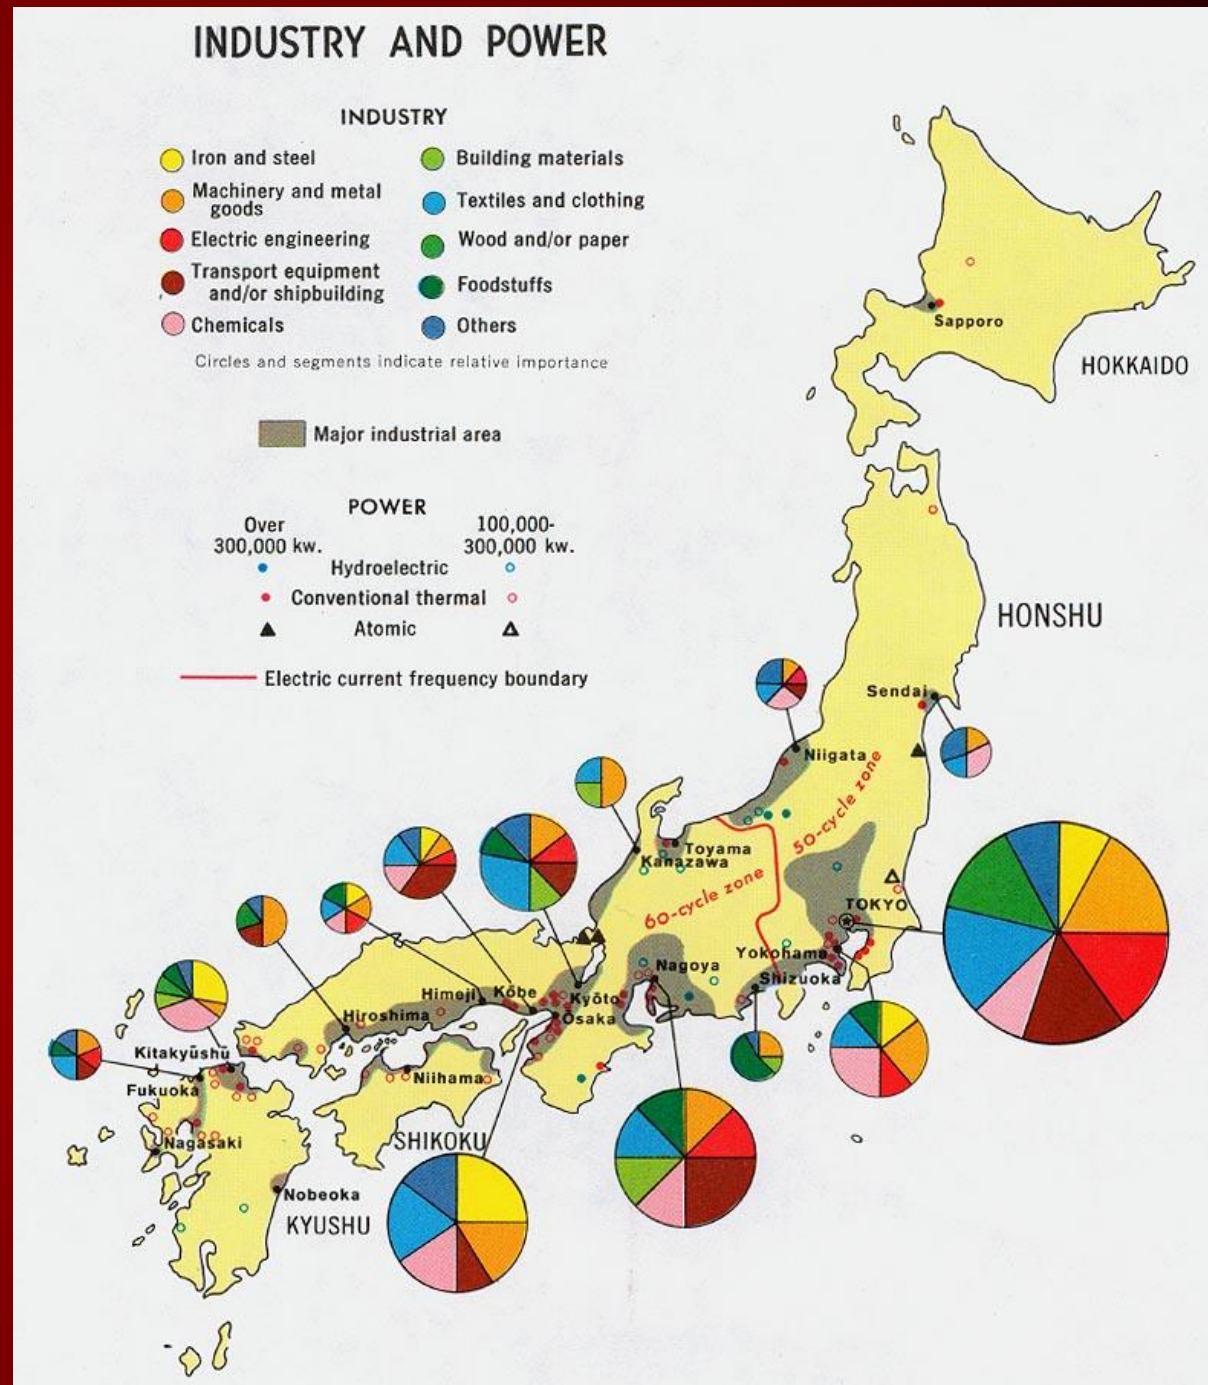 INDUSTRY AND POWER
INDUSTRY
Iron and steel
Machinery and metal
goods
Electric engineering
Transport equipment
and/or shipbuilding
Chemicals
Building materials
Textiles and clothing
Wood and/or paper
Foodstuffs
Others
Circles and segments indicate relative importance
Major industrial area
POWER
Over
300,000 kw.
100,000-
300,000 kw.
Hydroelectric
Conventional thermal
Atomic
Electric current frequency boundary
Sapporo
HOKKAIDO
HONSHU
Sendai
Niigata
50-cycle zone
Toyama
Kanazawa
60-cycle zone
TOKYO
Yokohama
Nagoya
Shizuoka
Himeji
Kōbe
Kyōto
Hiroshima
Ōsaka
Kitakyūshū
Niihama
Fukuoka
Nagasaki
SHIKOKU
Nobeoka
KYUSHU